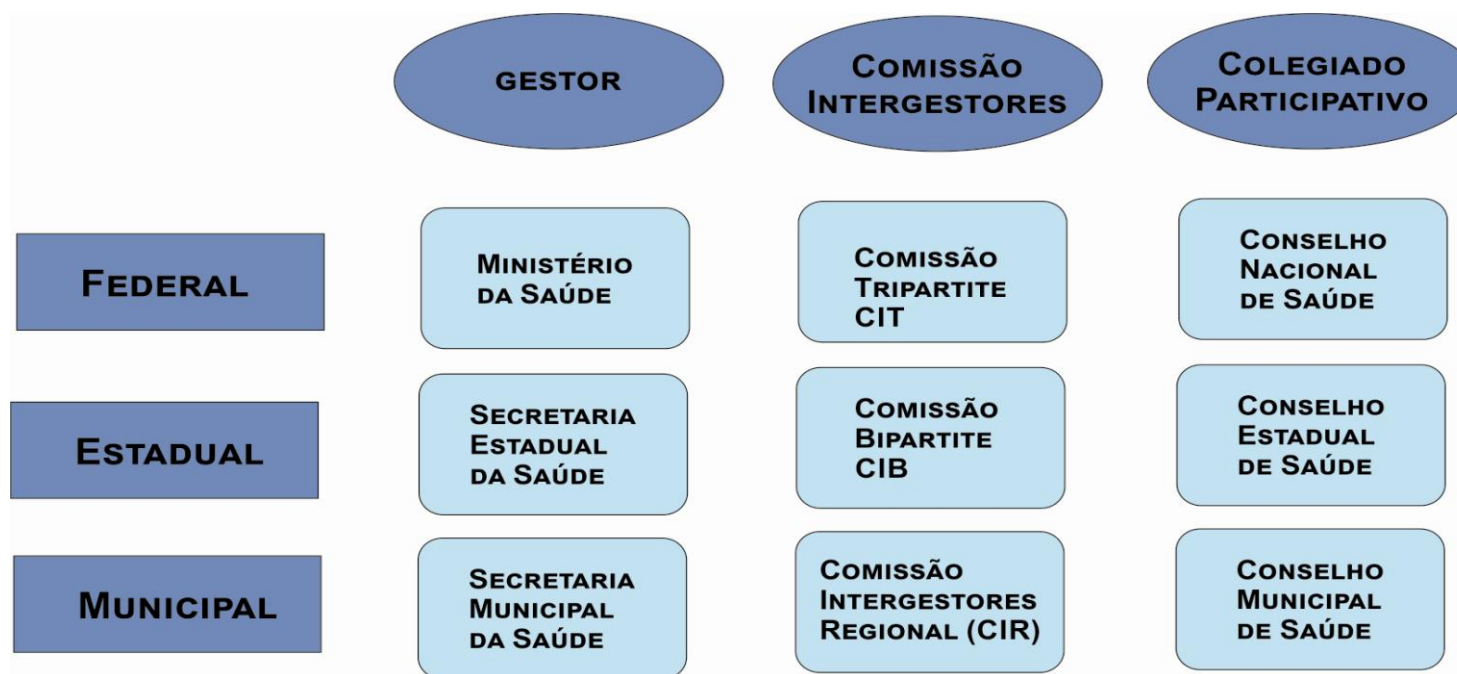 GESTOR
COMISSÃO
INTERGESTORES
COLEGIADO
PARTICIPATIVO
FEDERAL
MINISTÉRIO
DA SAÚDE
COMISSÃO
TRIPARTITE
CIT
CONSELHO
NACIONAL
DE SAÚDE
ESTADUAL
SECRETARIA
ESTADUAL
DA SAÚDE
COMISSÃO
BIPARTITE
CIB
CONSELHO
ESTADUAL
DE SAÚDE
MUNICIPAL
SECRETARIA
MUNICIPAL
DA SAÚDE
COMISSÃO
INTERGESTORES
REGIONAL (CIR)
CONSELHO
MUNICIPAL
DE SAÚDE